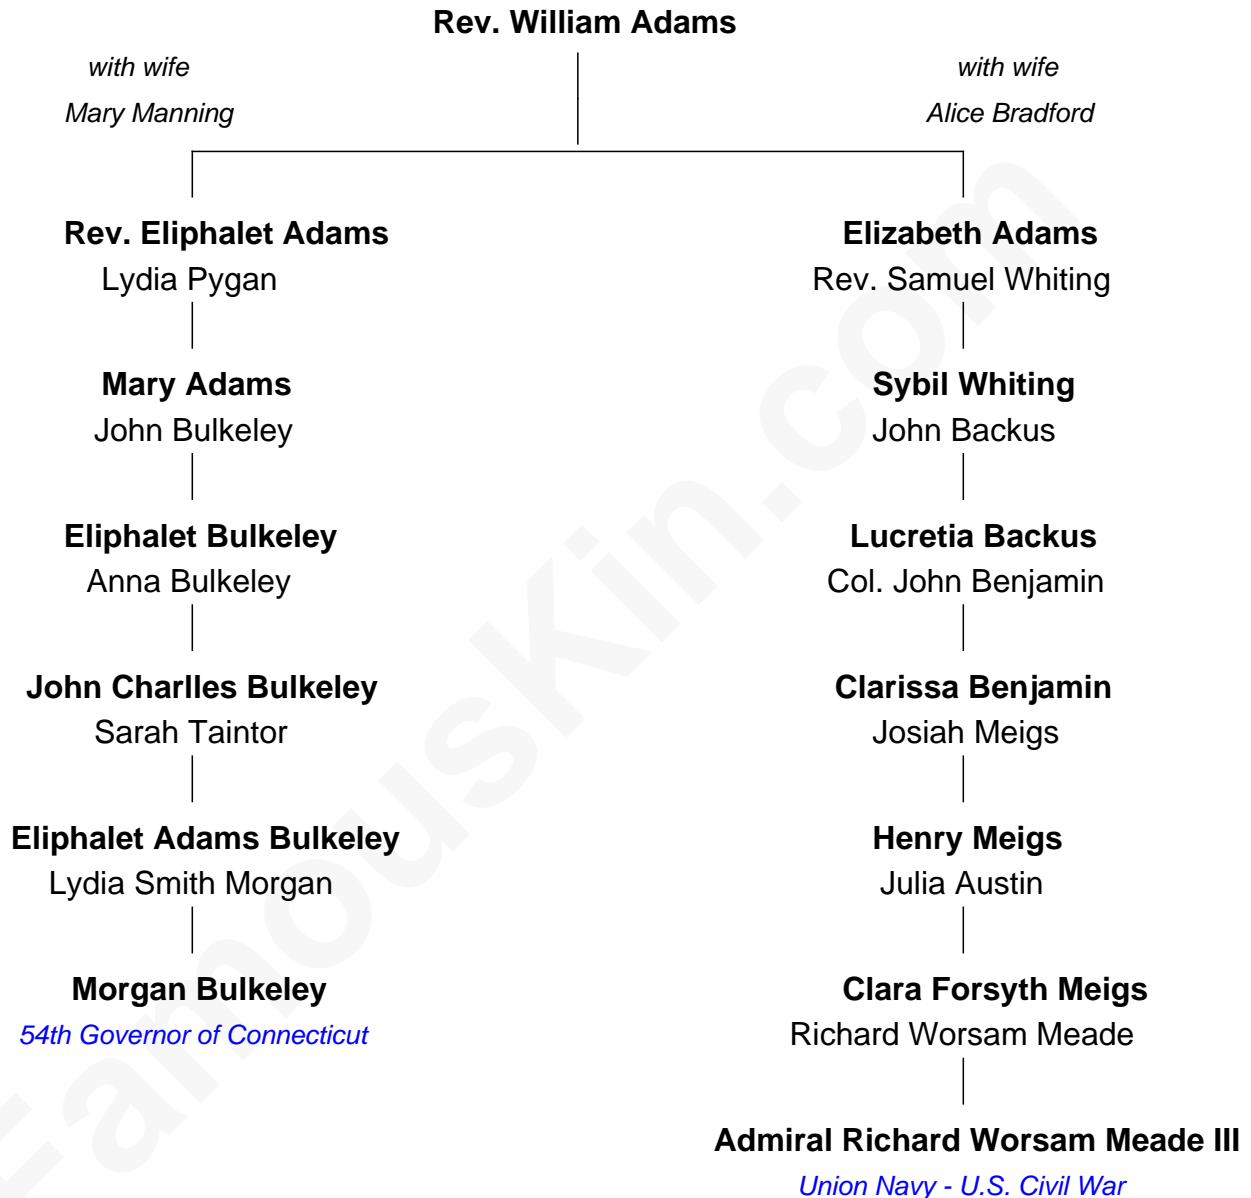 Rev. William Adams
with wife
Mary Manning
with wife
Alice Bradford
Rev. Eliphalet Adams
Lydia Pygan
Mary Adams
John Bulkeley
Eliphalet Bulkeley
Anna Bulkeley
John Charlles Bulkeley
Sarah Taintor
Eliphalet Adams Bulkeley
Lydia Smith Morgan
Morgan Bulkeley
54th Governor of Connecticut
Elizabeth Adams
Rev. Samuel Whiting
Sybil Whiting
John Backus
Lucretia Backus
Col. John Benjamin
Clarissa Benjamin
Josiah Meigs
Henry Meigs
Julia Austin
Clara Forsyth Meigs
Richard Worsam Meade
Admiral Richard Worsam Meade III
Union Navy - U.S. Civil War
FamousKin.com